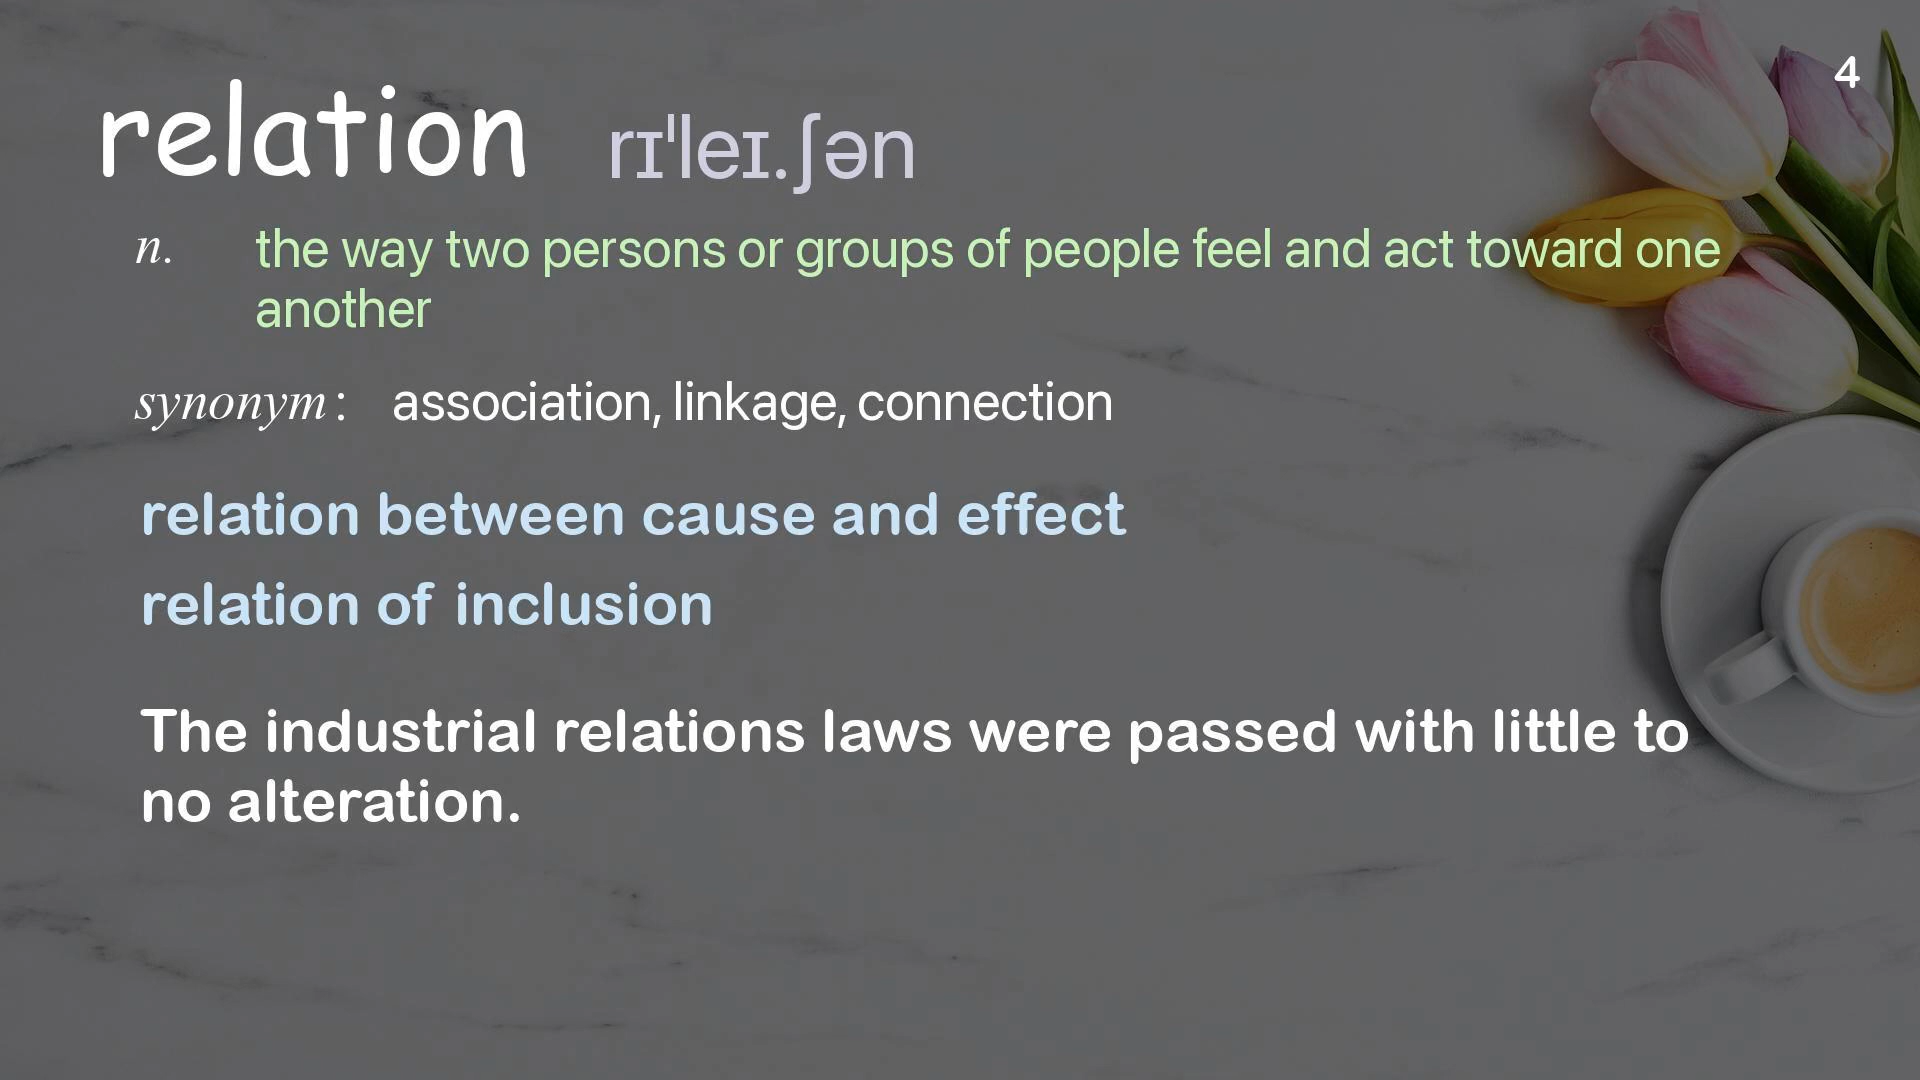 4
relation rɪˈleɪ.ʃən
n. the way two persons or groups of people feel and act toward one
another
synonym: association, linkage, connection
relation between cause and effect
relation of inclusion
The industrial relations laws were passed with little to
no alteration.